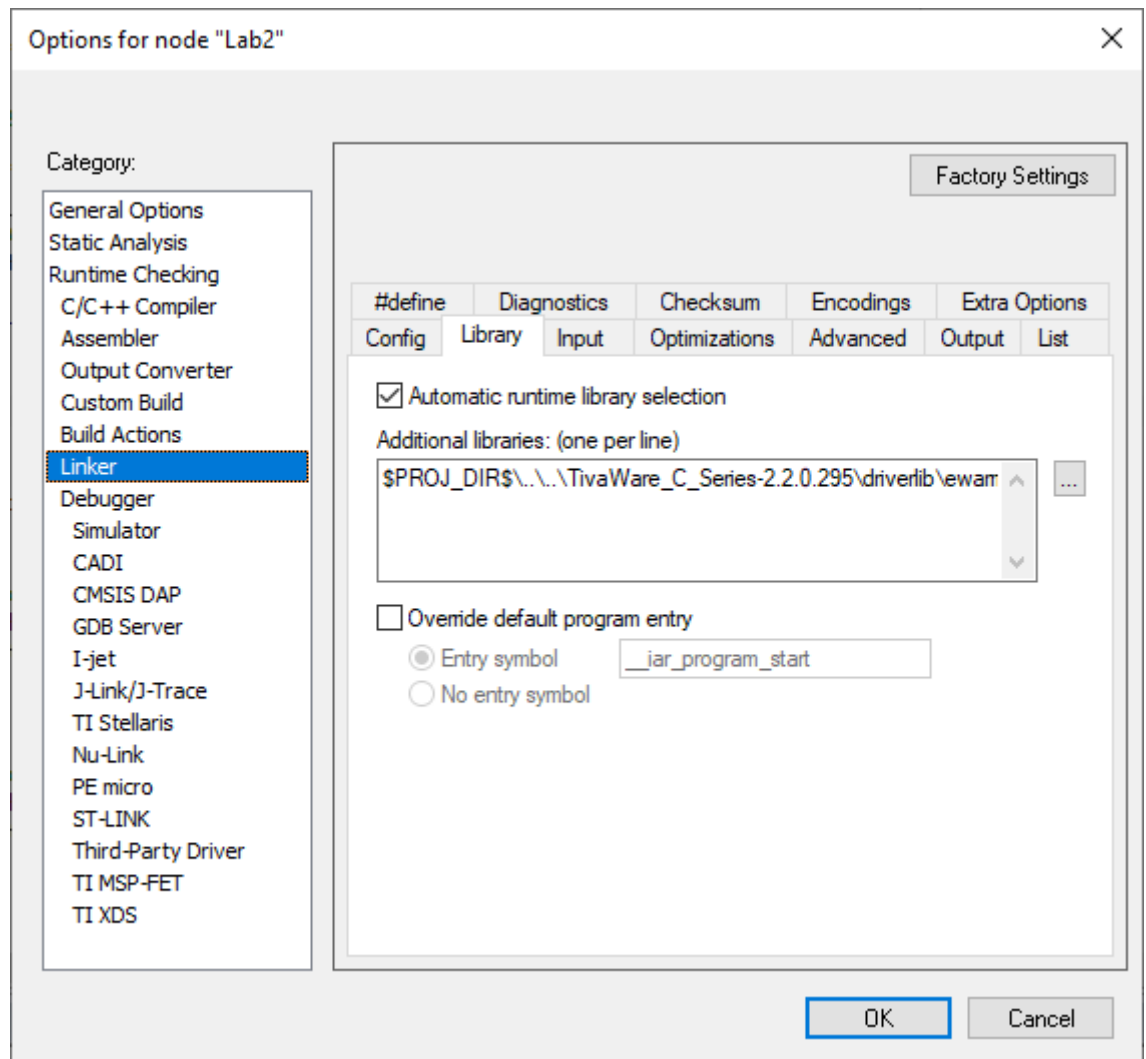 Options for node "Lab2"
Category:
General Options
Static Analysis
Runtime Checking
C/C++ Compiler
Assembler
Output Converter
Custom Build
Build Actions
Linker
Debugger
Simulator
CADI
CMSIS DAP
GDB Server
I-jet
J-Link/J-Trace
TI Stellaris
Nu-Link
PE micro
ST-LINK
Third-Party Driver
TI MSP-FET
TI XDS
Factory Settings
#define Diagnostics Checksum Encodings Extra Options
Config Library Input Optimizations Advanced Output List
Automatic runtime library selection
Additional libraries: (one per line)
$PROJ_DIR$\..\..\TivaWare_C_Series-2.2.0.295\driverlib\ewarm
...
Override default program entry
Entry symbol __iar_program_start
No entry symbol
OK Cancel